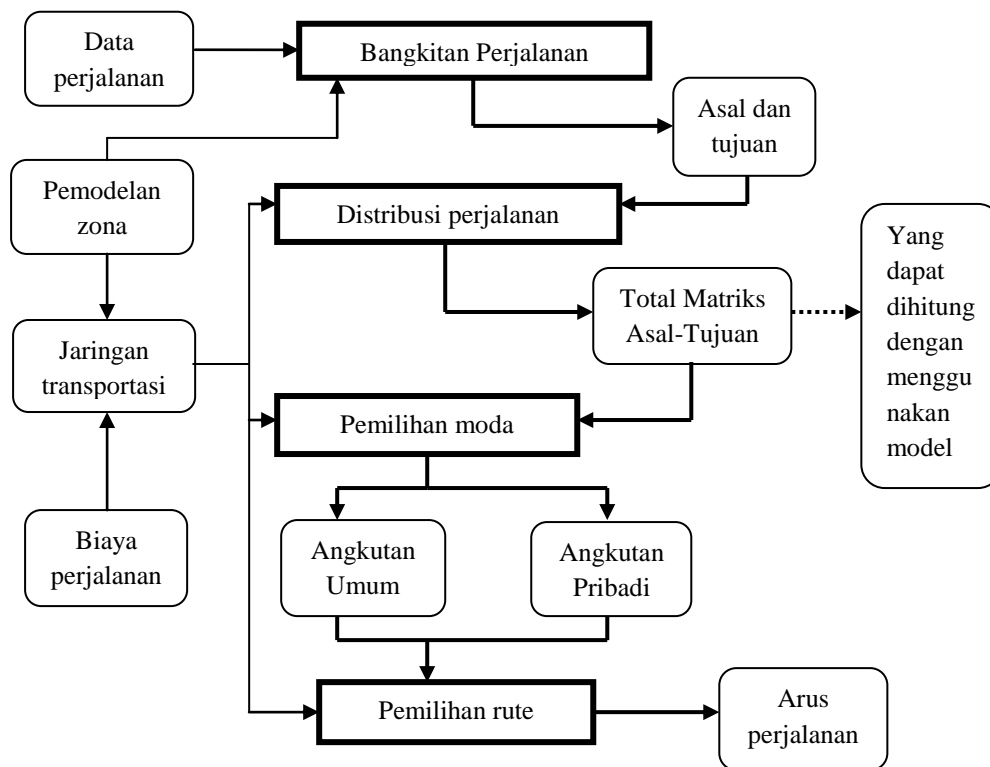 Data
perjalanan
Bangkitan Perjalanan
Asal dan
tujuan
Pemodelan
zona
Distribusi perjalanan
Yang
dapat
dihitung
dengan
menggu
nakan
model
Total Matriks
Asal-Tujuan
Jaringan
transportasi
Pemilihan moda
Biaya
perjalanan
Angkutan
Umum
Angkutan
Pribadi
Pemilihan rute
Arus
perjalanan